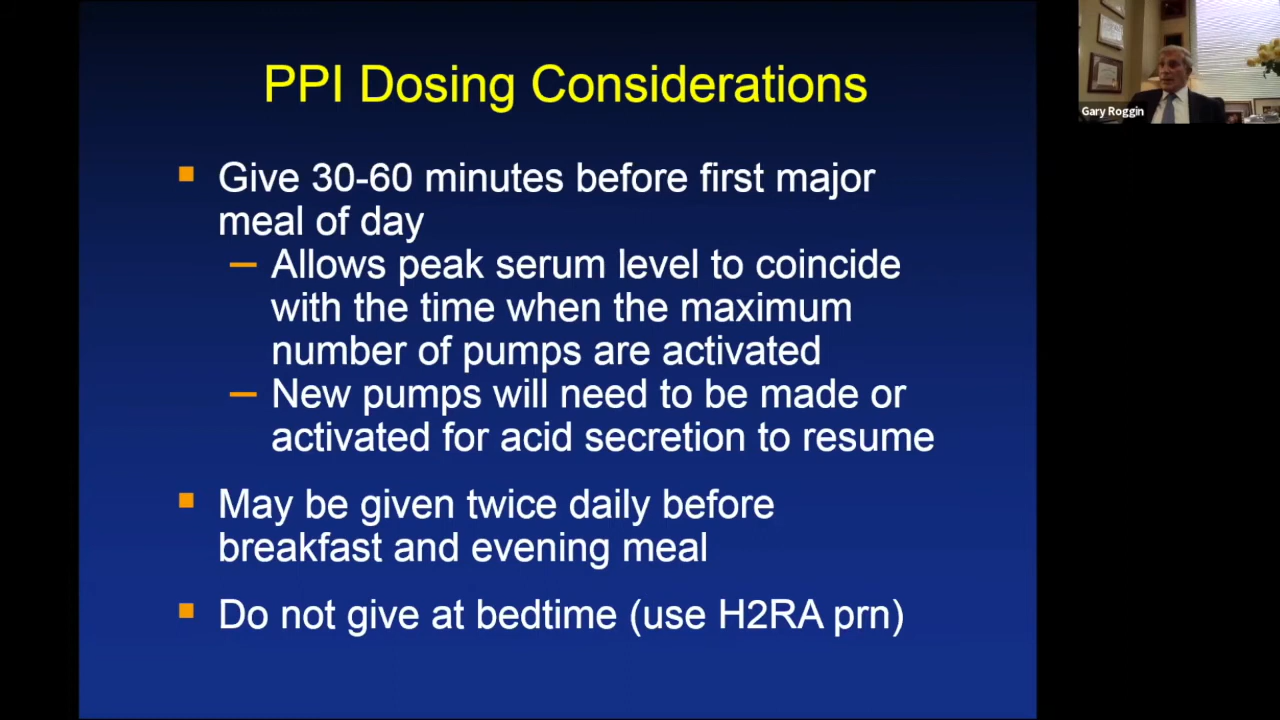 PPI Dosing Considerations
Give 30-60 minutes before first major
meal of day
– Allows peak serum level to coincide
with the time when the maximum
number of pumps are activated
– New pumps will need to be made or
activated for acid secretion to resume
May be given twice daily before
breakfast and evening meal
Do not give at bedtime (use H2RA prn)
Gary Roggin